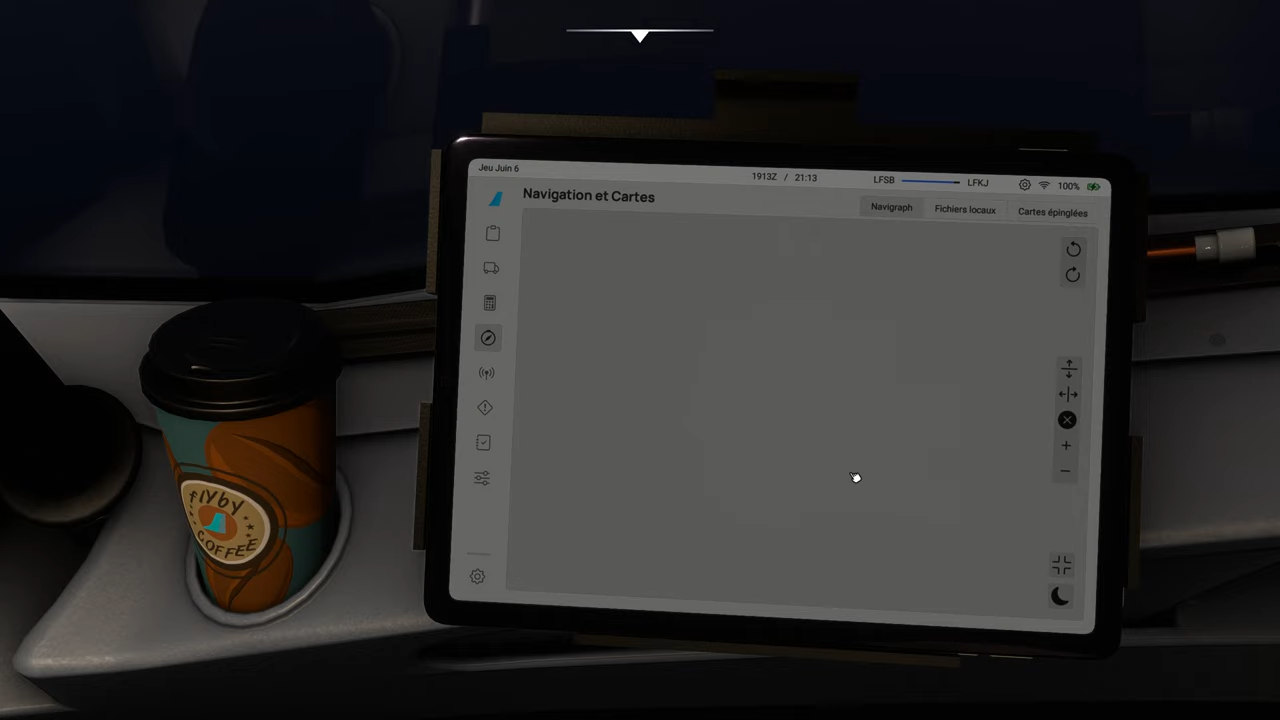 Jeu Juin 6
1913Z / 21:13
LFSB
LFKJ
100%
Navigation et Cartes
Navigraph
Fichiers locaux
Cartes épinglées
flyby
COFFEE